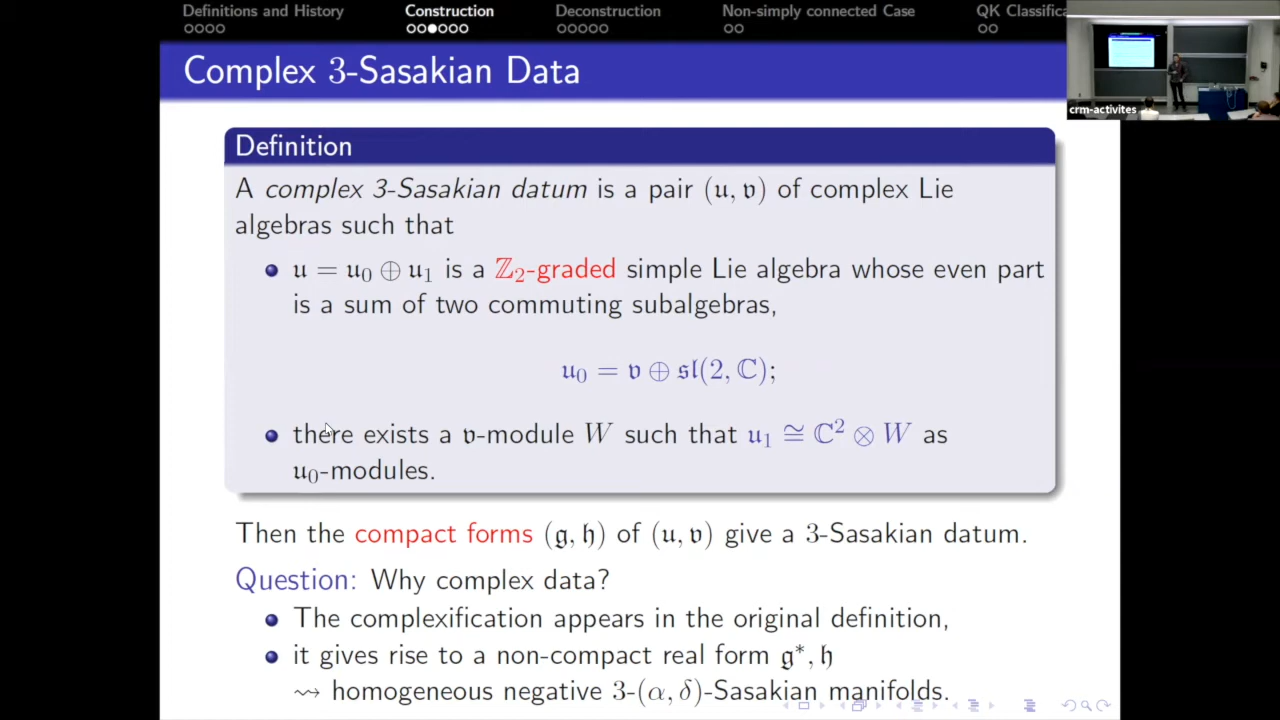 Definitions and History
Construction
Deconstruction
Non-simply connected Case
QK Classifica
Complex 3-Sasakian Data
crm-activites
Definition
A complex 3-Sasakian datum is a pair (𝔲, 𝔳) of complex Lie
algebras such that
𝔲 = 𝔲₀ ⊕ 𝔲₁ is a ℤ₂-graded simple Lie algebra whose even part
is a sum of two commuting subalgebras,
𝔲₀ = 𝔳 ⊕ 𝔰𝔩(2, ℂ);
there exists a 𝔳-module W such that 𝔲₁ ≅ ℂ² ⊗ W as
𝔲₀-modules.
Then the compact forms (𝔤, 𝔥) of (𝔲, 𝔳) give a 3-Sasakian datum.
Question: Why complex data?
The complexification appears in the original definition,
it gives rise to a non-compact real form 𝔤*, 𝔥
⇝ homogeneous negative 3-(α, δ)-Sasakian manifolds.